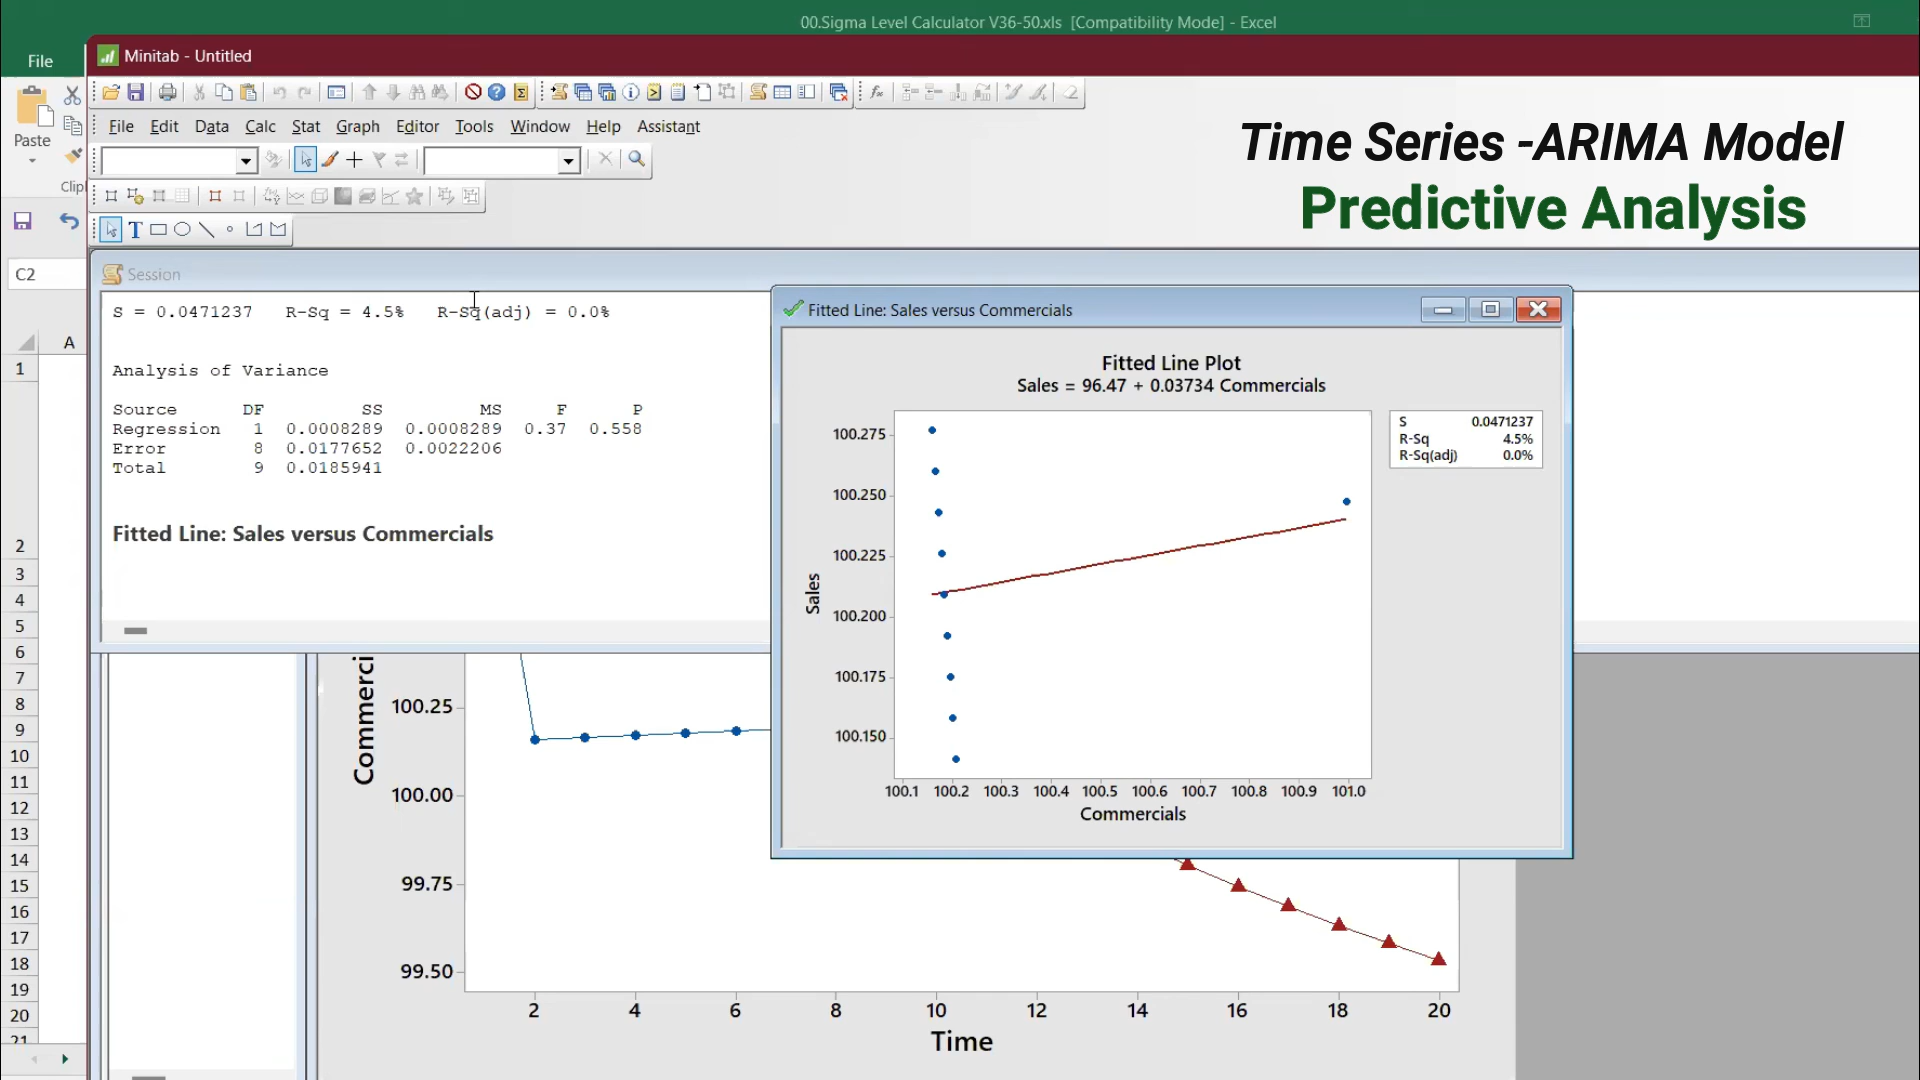 00.Sigma Level Calculator V36-50.xls [Compatibility Mode] - Excel
File
Minitab - Untitled
File Edit Data Calc Stat Graph Editor Tools Window Help Assistant
Paste
Clip
Time Series -ARIMA Model
Predictive Analysis
C2
A
1
2
3
4
5
6
7
8
9
10
11
12
13
14
15
16
17
18
19
20
21
Session
S = 0.0471237 R-Sq = 4.5% R-Sq(adj) = 0.0%
Analysis of Variance
Source DF SS MS F P
Regression 1 0.0008289 0.0008289 0.37 0.558
Error 8 0.0177652 0.0022206
Total 9 0.0185941
Fitted Line: Sales versus Commercials
Fitted Line: Sales versus Commercials
Fitted Line Plot
Sales = 96.47 + 0.03734 Commercials
S 0.0471237
R-Sq 4.5%
R-Sq(adj) 0.0%
Sales
100.275
100.250
100.225
100.200
100.175
100.150
100.1 100.2 100.3 100.4 100.5 100.6 100.7 100.8 100.9 101.0
Commercials
Commerci
100.25
100.00
99.75
99.50
2 4 6 8 10 12 14 16 18 20
Time